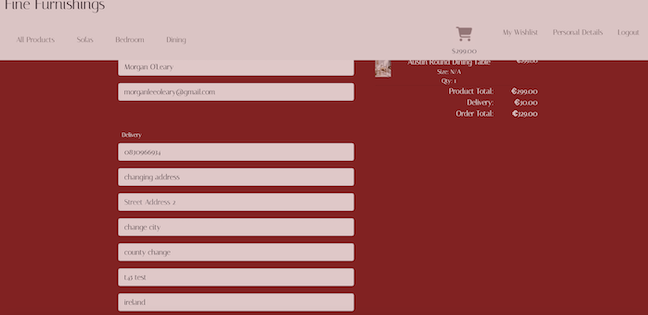 Fine Furnishings
All Products Sofas Bedroom Dining
My Wishlist Personal Details Logout
$299.00
Morgan O'Leary
morganleeoleary@gmail.com
Delivery
0830966934
changing address
Street Address 2
change city
county change
t43 test
ireland
Austin Round Dining Table €299.00
Size: N/A
Qty: 1
Product Total: €299.00
Delivery: €30.00
Order Total: €329.00